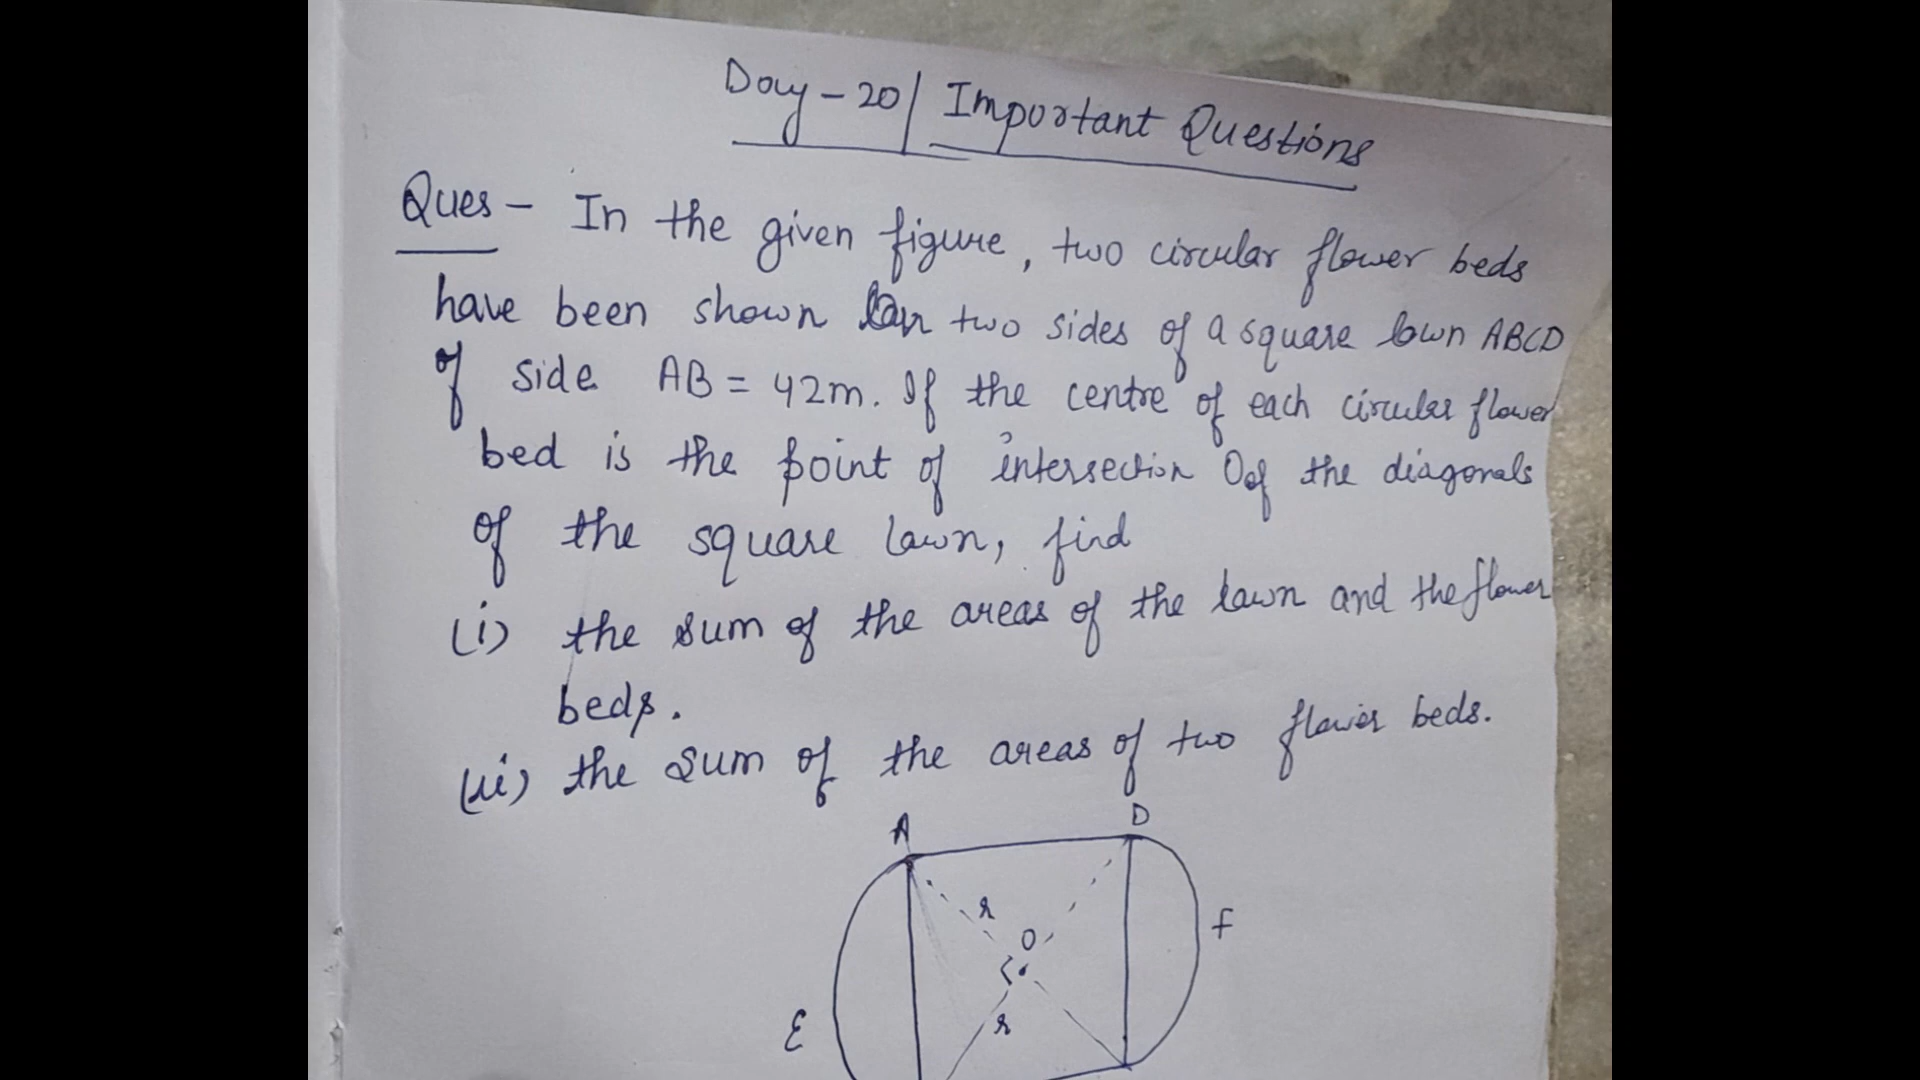 Day-20/ Important Questions
Ques - In the given figure, two circular flower beds
have been shown on two sides of a square lawn ABCD
of side AB = 42m. If the centre of each circular flower
bed is the point of intersection O of the diagonals
of the square lawn, find
(i) the sum of the areas of the lawn and the flower
beds.
(ii) the sum of the areas of two flower beds.
A D
r
O
F
r
E